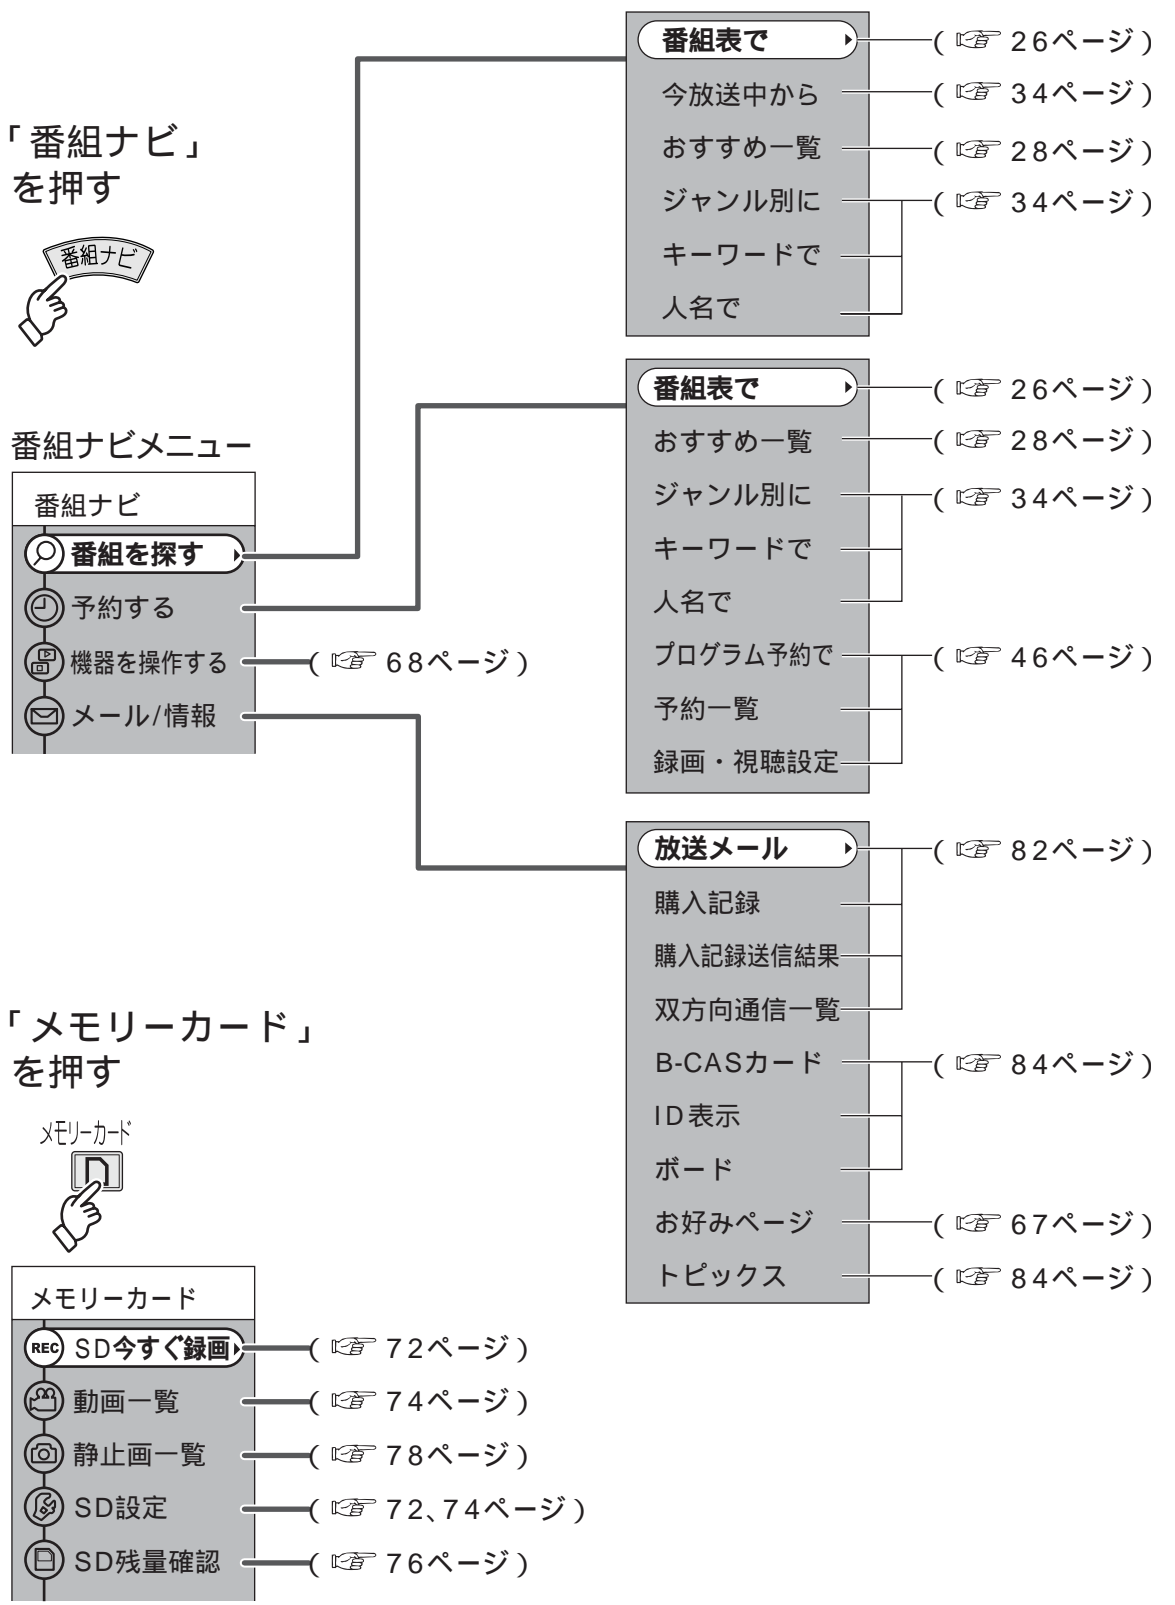 「番組ナビ」
を押す
番組ナビ
番組ナビメニュー
番組ナビ
番組を探す
予約する
機器を操作する (☞ 68ページ)
メール/情報
番組表で (☞ 26ページ)
今放送中から (☞ 34ページ)
おすすめ一覧 (☞ 28ページ)
ジャンル別に (☞ 34ページ)
キーワードで
人名で
番組表で (☞ 26ページ)
おすすめ一覧 (☞ 28ページ)
ジャンル別に (☞ 34ページ)
キーワードで
人名で
プログラム予約で (☞ 46ページ)
予約一覧
録画・視聴設定
放送メール (☞ 82ページ)
購入記録
購入記録送信結果
双方向通信一覧
B-CASカード (☞ 84ページ)
ID表示
ボード
お好みページ (☞ 67ページ)
トピックス (☞ 84ページ)
「メモリーカード」
を押す
メモリーカード
メモリーカード
REC SD今すぐ録画 (☞ 72ページ)
動画一覧 (☞ 74ページ)
静止画一覧 (☞ 78ページ)
SD設定 (☞ 72、74ページ)
SD残量確認 (☞ 76ページ)